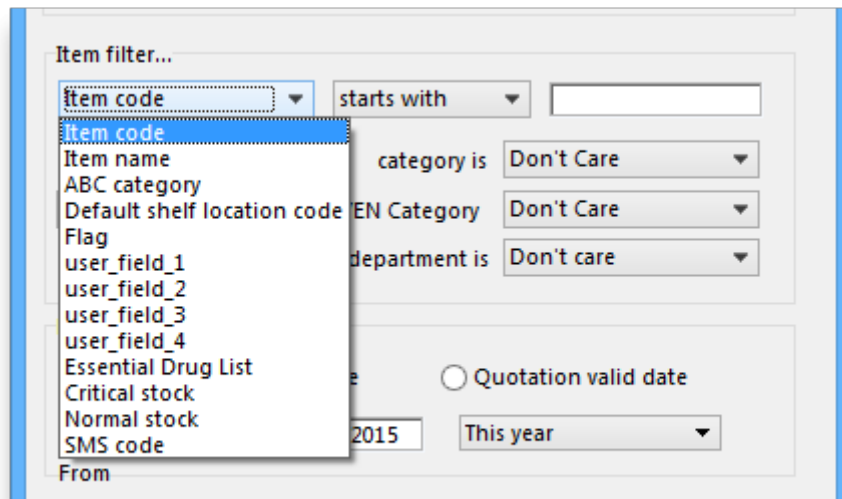 Item filter...
Item code starts with
Item code
Item name
category is Don't Care
ABC category
Default shelf location code
EN Category Don't Care
Flag
user_field_1
department is Don't care
user_field_2
user_field_3
user_field_4
Essential Drug List
Critical stock
e Quotation valid date
Normal stock
2015 This year
SMS code
From